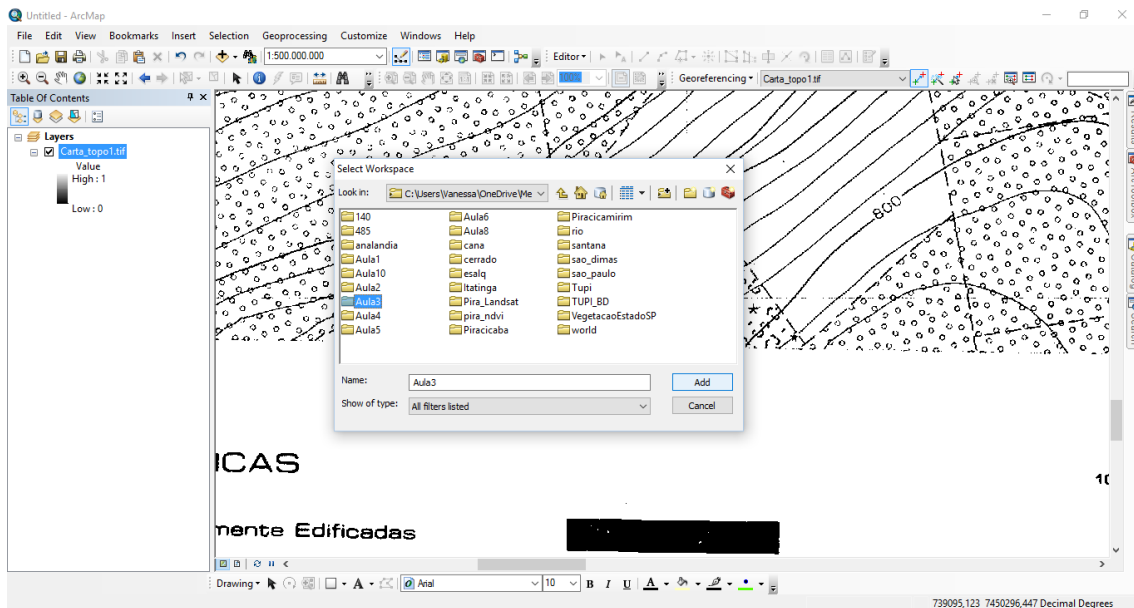 Untitled - ArcMap
File Edit View Bookmarks Insert Selection Geoprocessing Customize Windows Help
1:500.000.000
Editor
100%
Georeferencing
Carta_topo1.tif
Table Of Contents
Layers
Carta_topo1.tif
Value
High : 1
Low : 0
800
Select Workspace
Look in:
C:\Users\Vanessa\OneDrive\Me
140
485
analandia
Aula1
Aula10
Aula2
Aula3
Aula4
Aula5
Aula6
Aula8
cana
cerrado
esalq
Itatinga
Pira_Landsat
pira_ndvi
Piracicaba
Piracicamirim
rio
santana
sao_dimas
sao_paulo
Tupi
TUPI_BD
VegetacaoEstadoSP
world
Name:
Aula3
Add
Show of type:
All filters listed
Cancel
ICAS
10
mente Edificadas
Drawing
A
Arial
10
B I U A
739095,123 7450296,447 Decimal Degrees